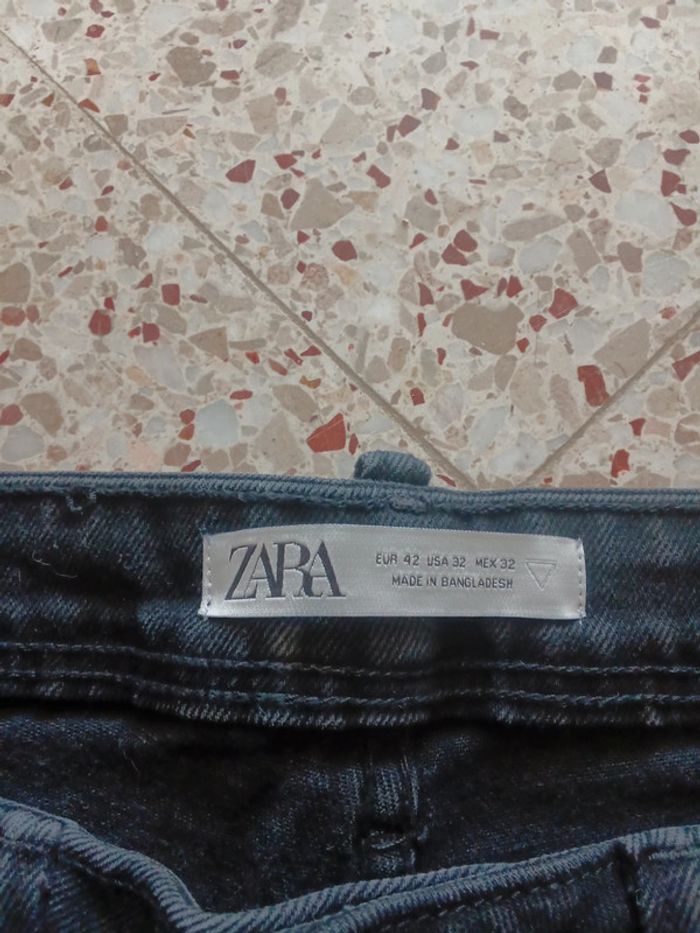 ZARA
EUR 42 USA 32 MEX 32
MADE IN BANGLADESH